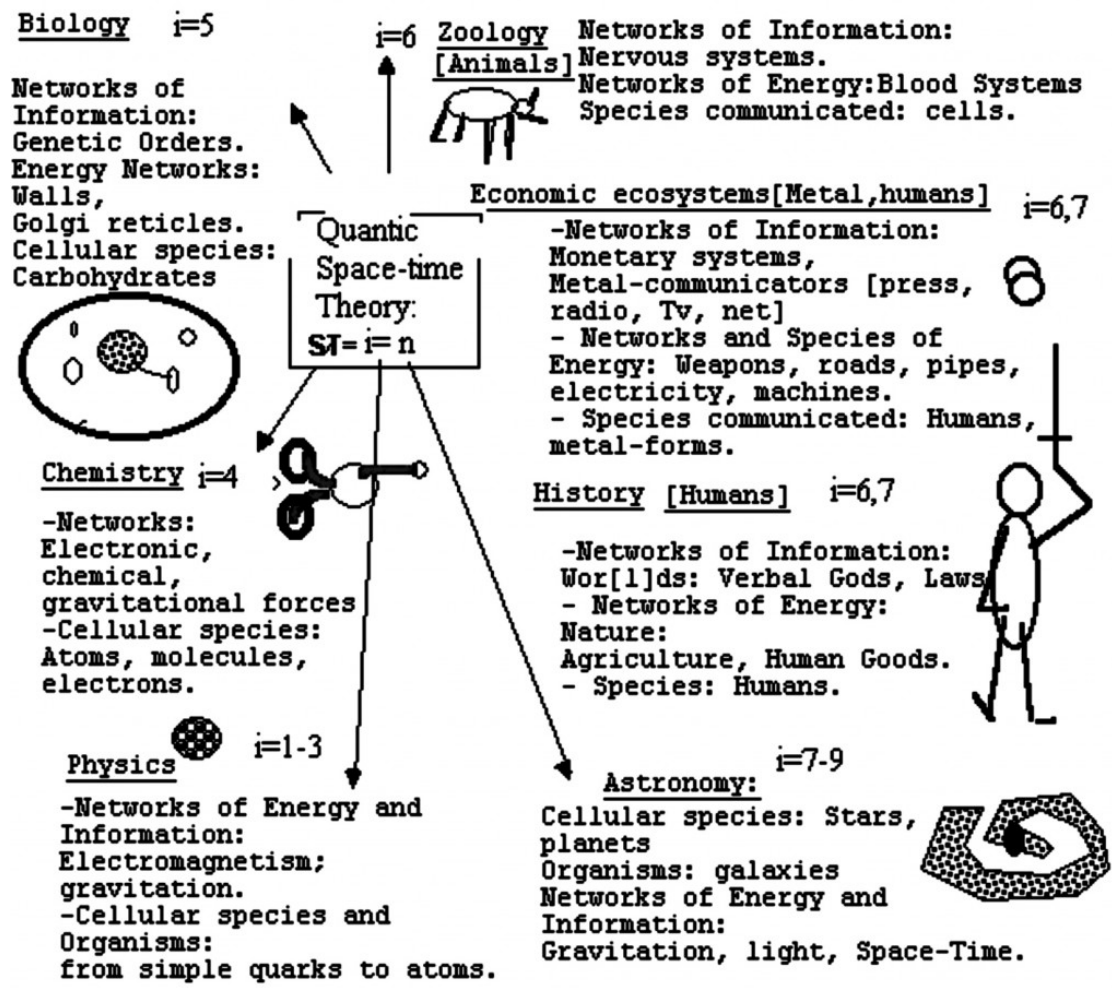 Biology i=5
Networks of
Information:
Genetic Orders.
Energy Networks:
Walls,
Golgi reticles.
Cellular species:
Carbohydrates
i=6 Zoology
[Animals]
Networks of Information:
Nervous systems.
Networks of Energy:Blood Systems
Species communicated: cells.
Quantic
Space-time
Theory:
ST= i= n
Economic ecosystems[Metal,humans] i=6,7
-Networks of Information:
Monetary systems,
Metal-communicators [press,
radio, Tv, net]
- Networks and Species of
Energy: Weapons, roads, pipes,
electricity, machines.
- Species communicated: Humans,
metal-forms.
Chemistry i=4
-Networks:
Electronic,
chemical,
gravitational forces
-Cellular species:
Atoms, molecules,
electrons.
History [Humans] i=6,7
-Networks of Information:
Wor[l]ds: Verbal Gods, Laws
- Networks of Energy:
Nature:
Agriculture, Human Goods.
- Species: Humans.
Physics i=1-3
-Networks of Energy and
Information:
Electromagnetism;
gravitation.
-Cellular species and
Organisms:
from simple quarks to atoms.
i=7-9
Astronomy:
Cellular species: Stars,
planets
Organisms: galaxies
Networks of Energy and
Information:
Gravitation, light, Space-Time.